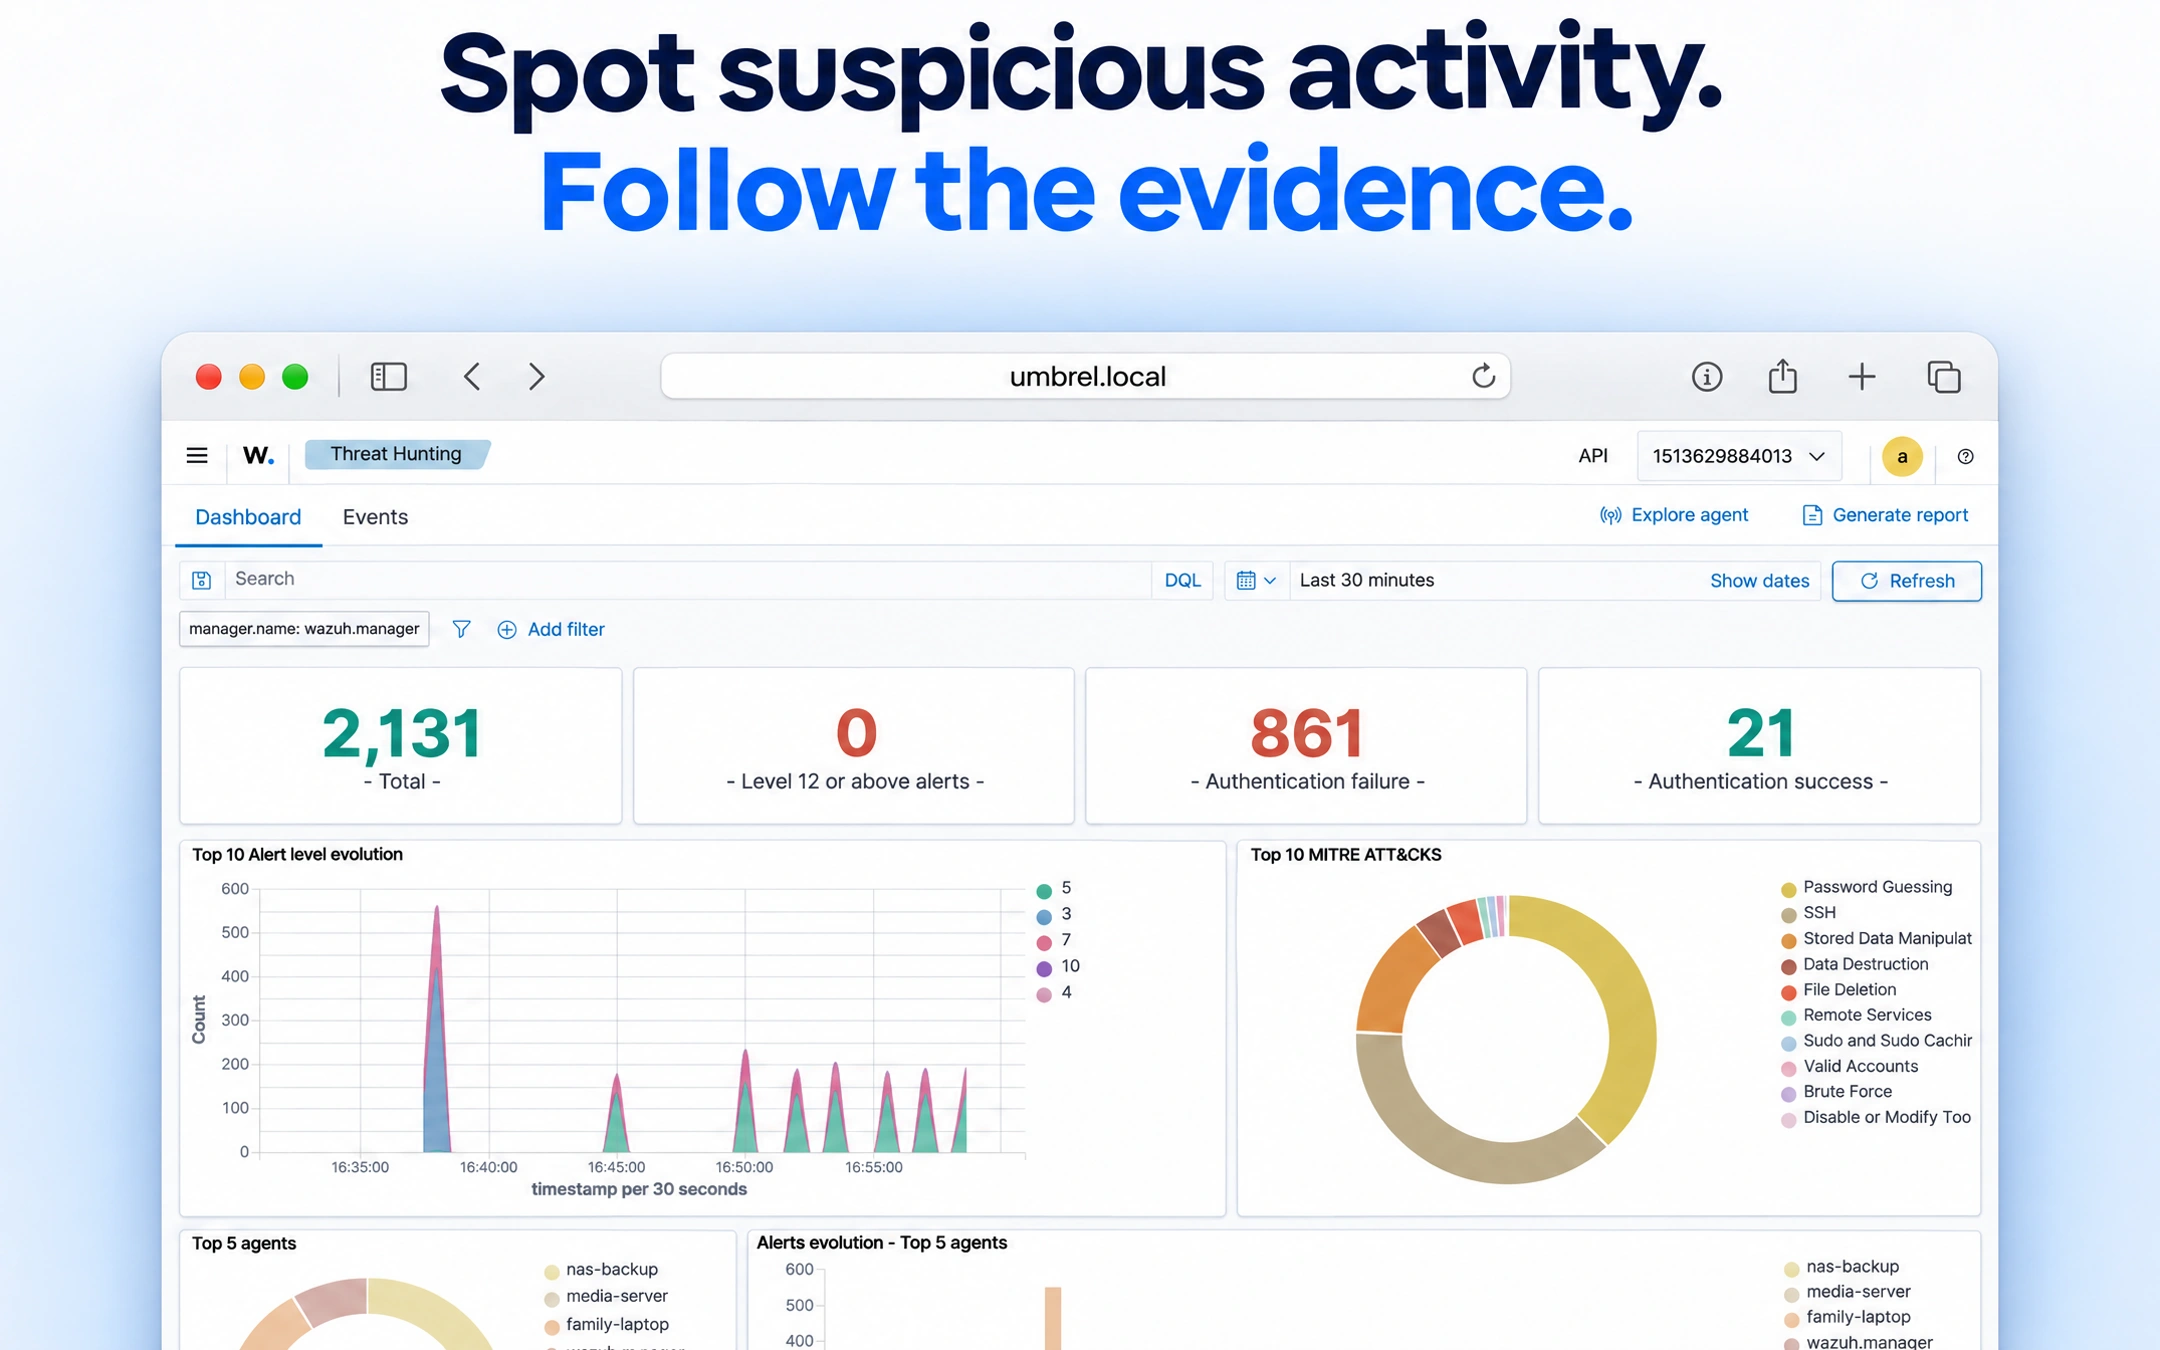 Spot suspicious activity.
Follow the evidence.
umbrel.local
W.
Threat Hunting
API
1513629884013
a
Dashboard
Events
Explore agent
Generate report
Search
DQL
Last 30 minutes
Show dates
Refresh
manager.name: wazuh.manager
Add filter
2,131
- Total -
0
- Level 12 or above alerts -
861
- Authentication failure -
21
- Authentication success -
Top 10 Alert level evolution
600
500
400
300
200
100
0
Count
16:35:00
16:40:00
16:45:00
16:50:00
16:55:00
timestamp per 30 seconds
5
3
7
10
4
Top 10 MITRE ATT&CKS
Password Guessing
SSH
Stored Data Manipulat
Data Destruction
File Deletion
Remote Services
Sudo and Sudo Cachir
Valid Accounts
Brute Force
Disable or Modify Too
Top 5 agents
nas-backup
media-server
family-laptop
Alerts evolution - Top 5 agents
600
500
400
nas-backup
media-server
family-laptop
wazuh.manager